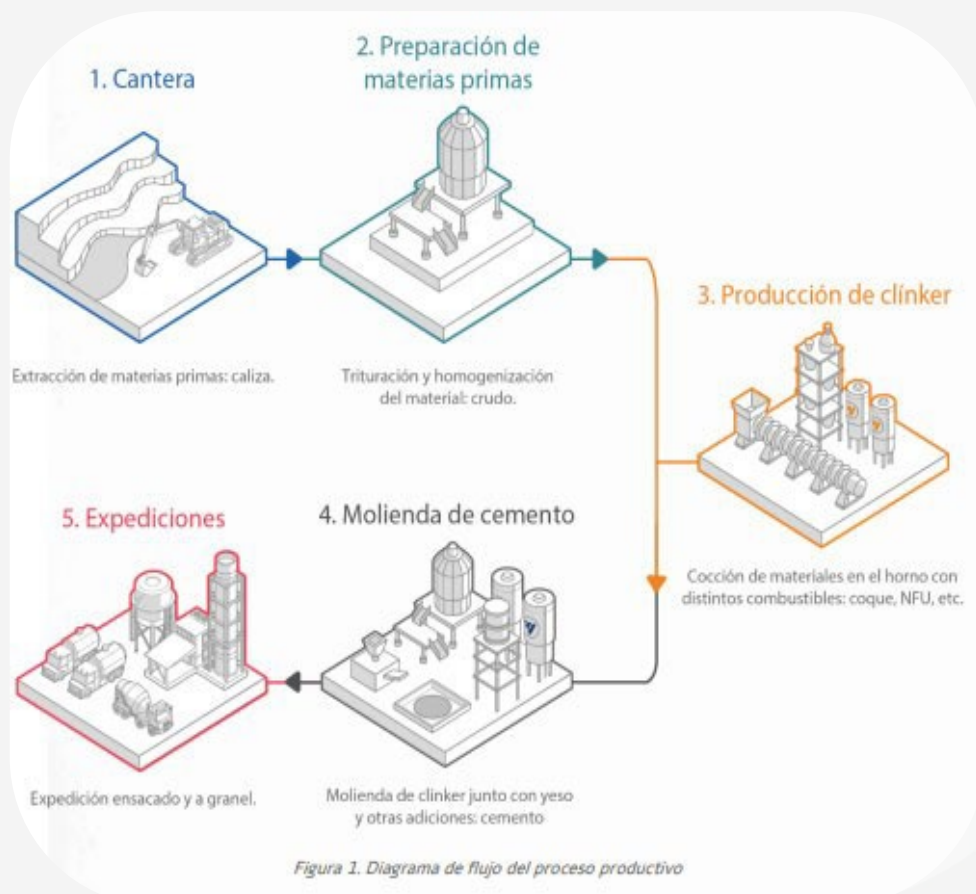 1. Cantera
2. Preparación de
materias primas
Extracción de materias primas: caliza.
Trituración y homogenización
del material: crudo.
3. Producción de clínker
Cocción de materiales en el horno con
distintos combustibles: coque, NFU, etc.
4. Molienda de cemento
Molienda de clinker junto con yeso
y otras adiciones: cemento
5. Expediciones
Expedición ensacado y a granel.
Figura 1. Diagrama de flujo del proceso productivo